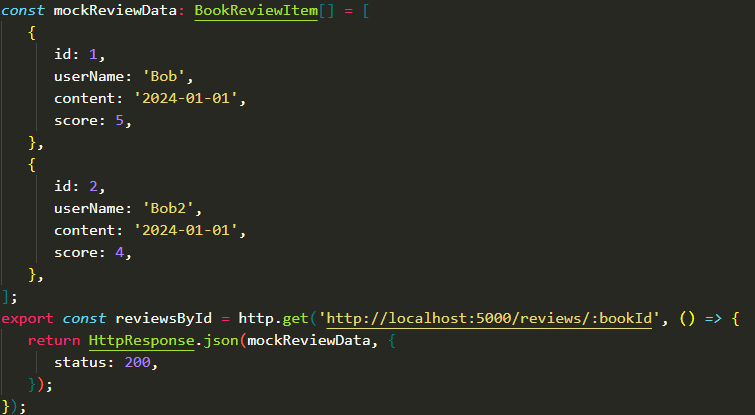 const mockReviewData: BookReviewItem[] = [
{
id: 1,
userName: 'Bob',
content: '2024-01-01',
score: 5,
},
{
id: 2,
userName: 'Bob2',
content: '2024-01-01',
score: 4,
},
];
export const reviewsById = http.get('http://localhost:5000/reviews/:bookId', () => {
return HttpResponse.json(mockReviewData, {
status: 200,
});
});